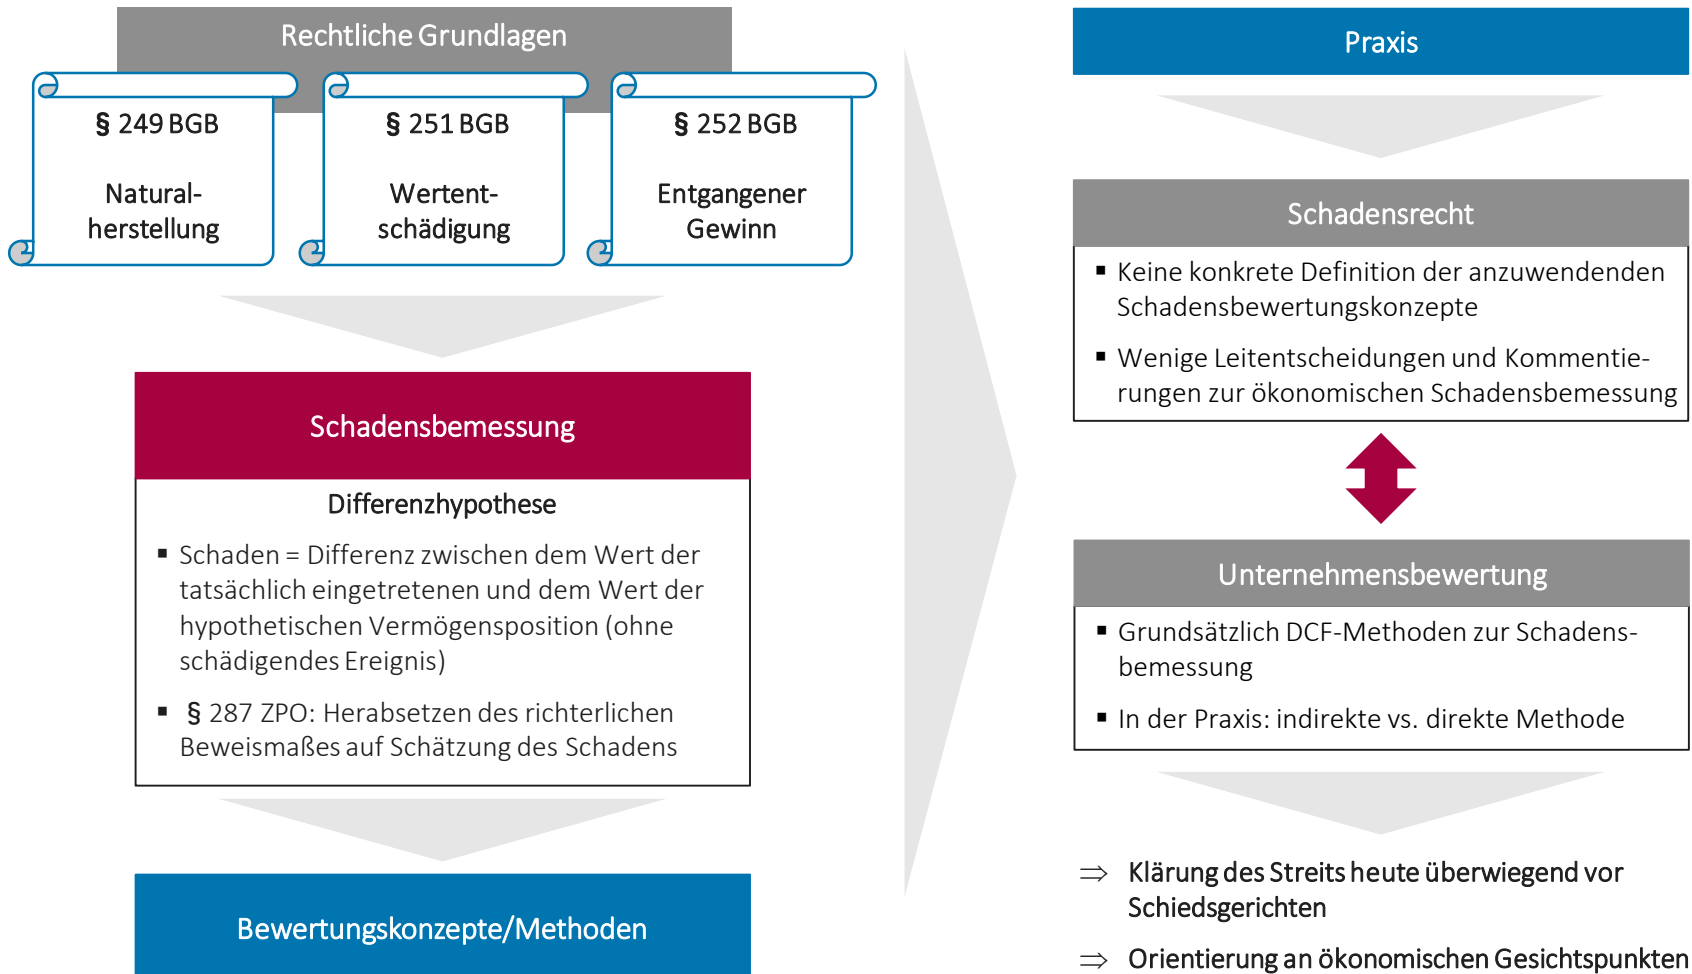 Rechtliche Grundlagen
§ 249 BGB
Natural-
herstellung
§ 251 BGB
Wertent-
schädigung
§ 252 BGB
Entgangener
Gewinn
Schadensbemessung
Differenzhypothese
▪ Schaden = Differenz zwischen dem Wert der
tatsächlich eingetretenen und dem Wert der
hypothetischen Vermögensposition (ohne
schädigendes Ereignis)
▪ § 287 ZPO: Herabsetzen des richterlichen
Beweismaßes auf Schätzung des Schadens
Bewertungskonzepte/Methoden
Praxis
Schadensrecht
▪ Keine konkrete Definition der anzuwendenden
Schadensbewertungskonzepte
▪ Wenige Leitentscheidungen und Kommentie-
rungen zur ökonomischen Schadensbemessung
Unternehmensbewertung
▪ Grundsätzlich DCF-Methoden zur Schadens-
bemessung
▪ In der Praxis: indirekte vs. direkte Methode
⇒ Klärung des Streits heute überwiegend vor
Schiedsgerichten
⇒ Orientierung an ökonomischen Gesichtspunkten